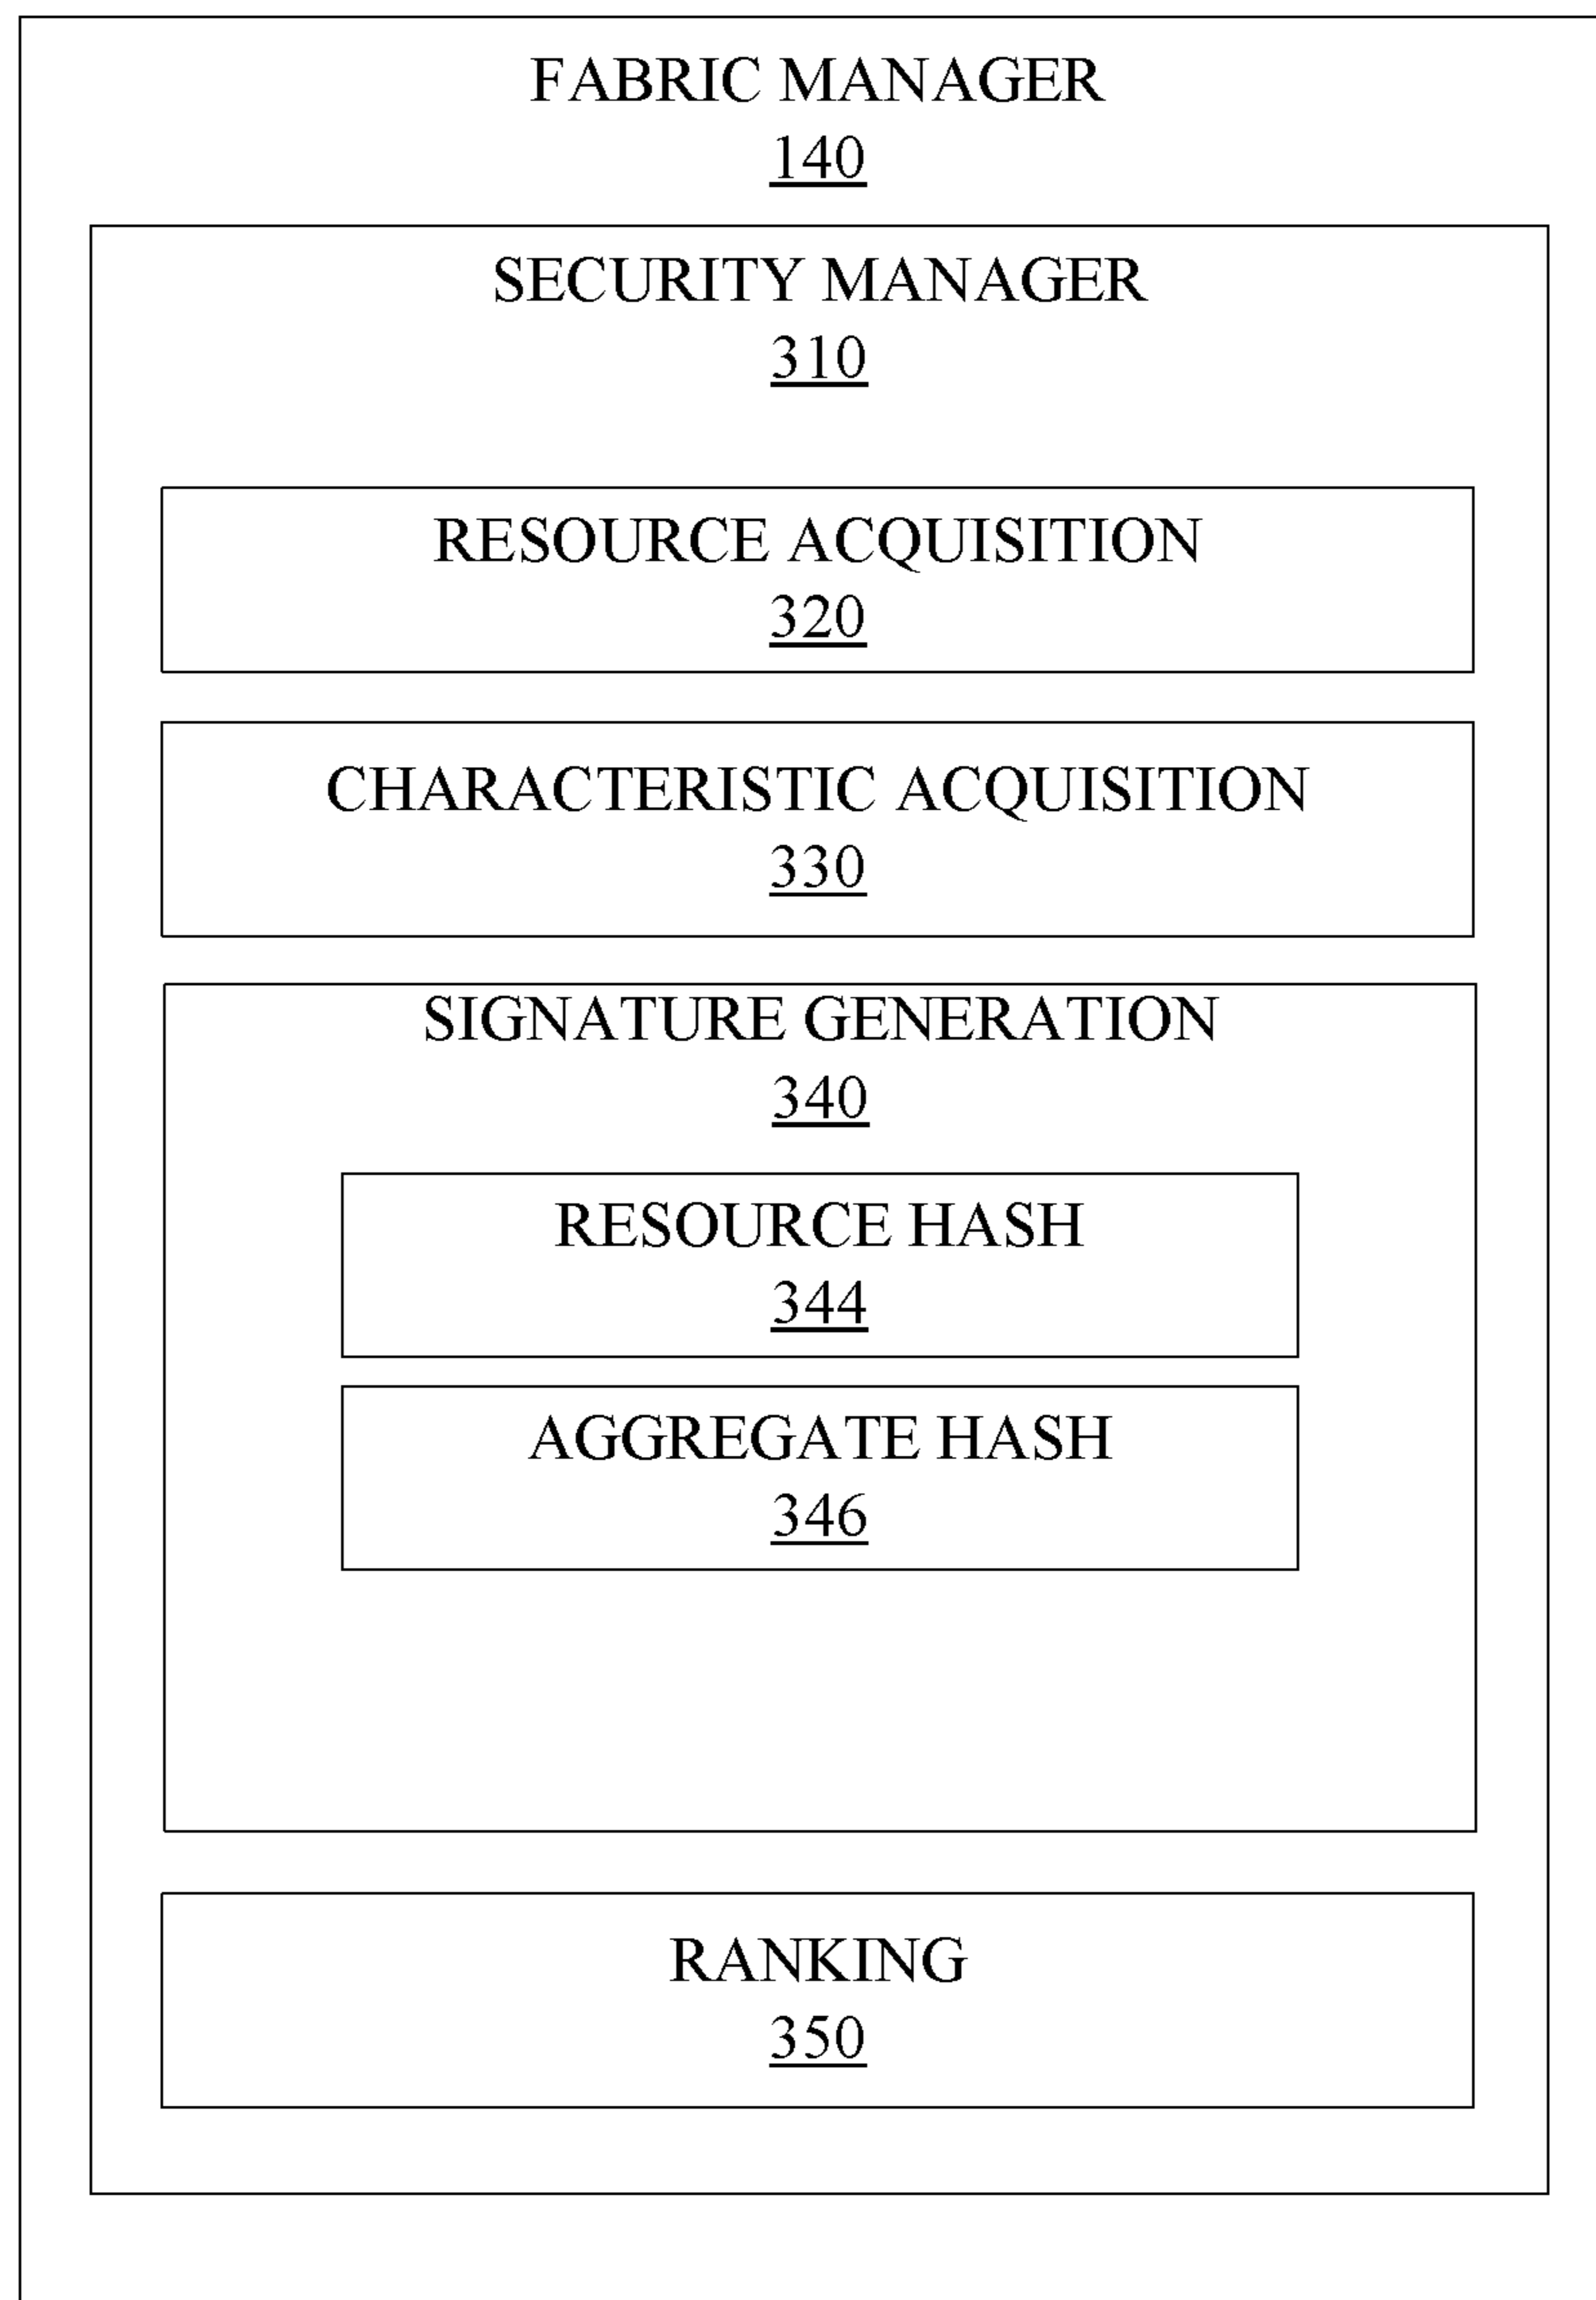 FABRIC MANAGER
140
SECURITY MANAGER
310
RESOURCE ACQUISITION
320
CHARACTERISTIC ACQUISITION
330
SIGNATURE GENERATION
340
RESOURCE HASH
344
AGGREGATE HASH
346
RANKING
350